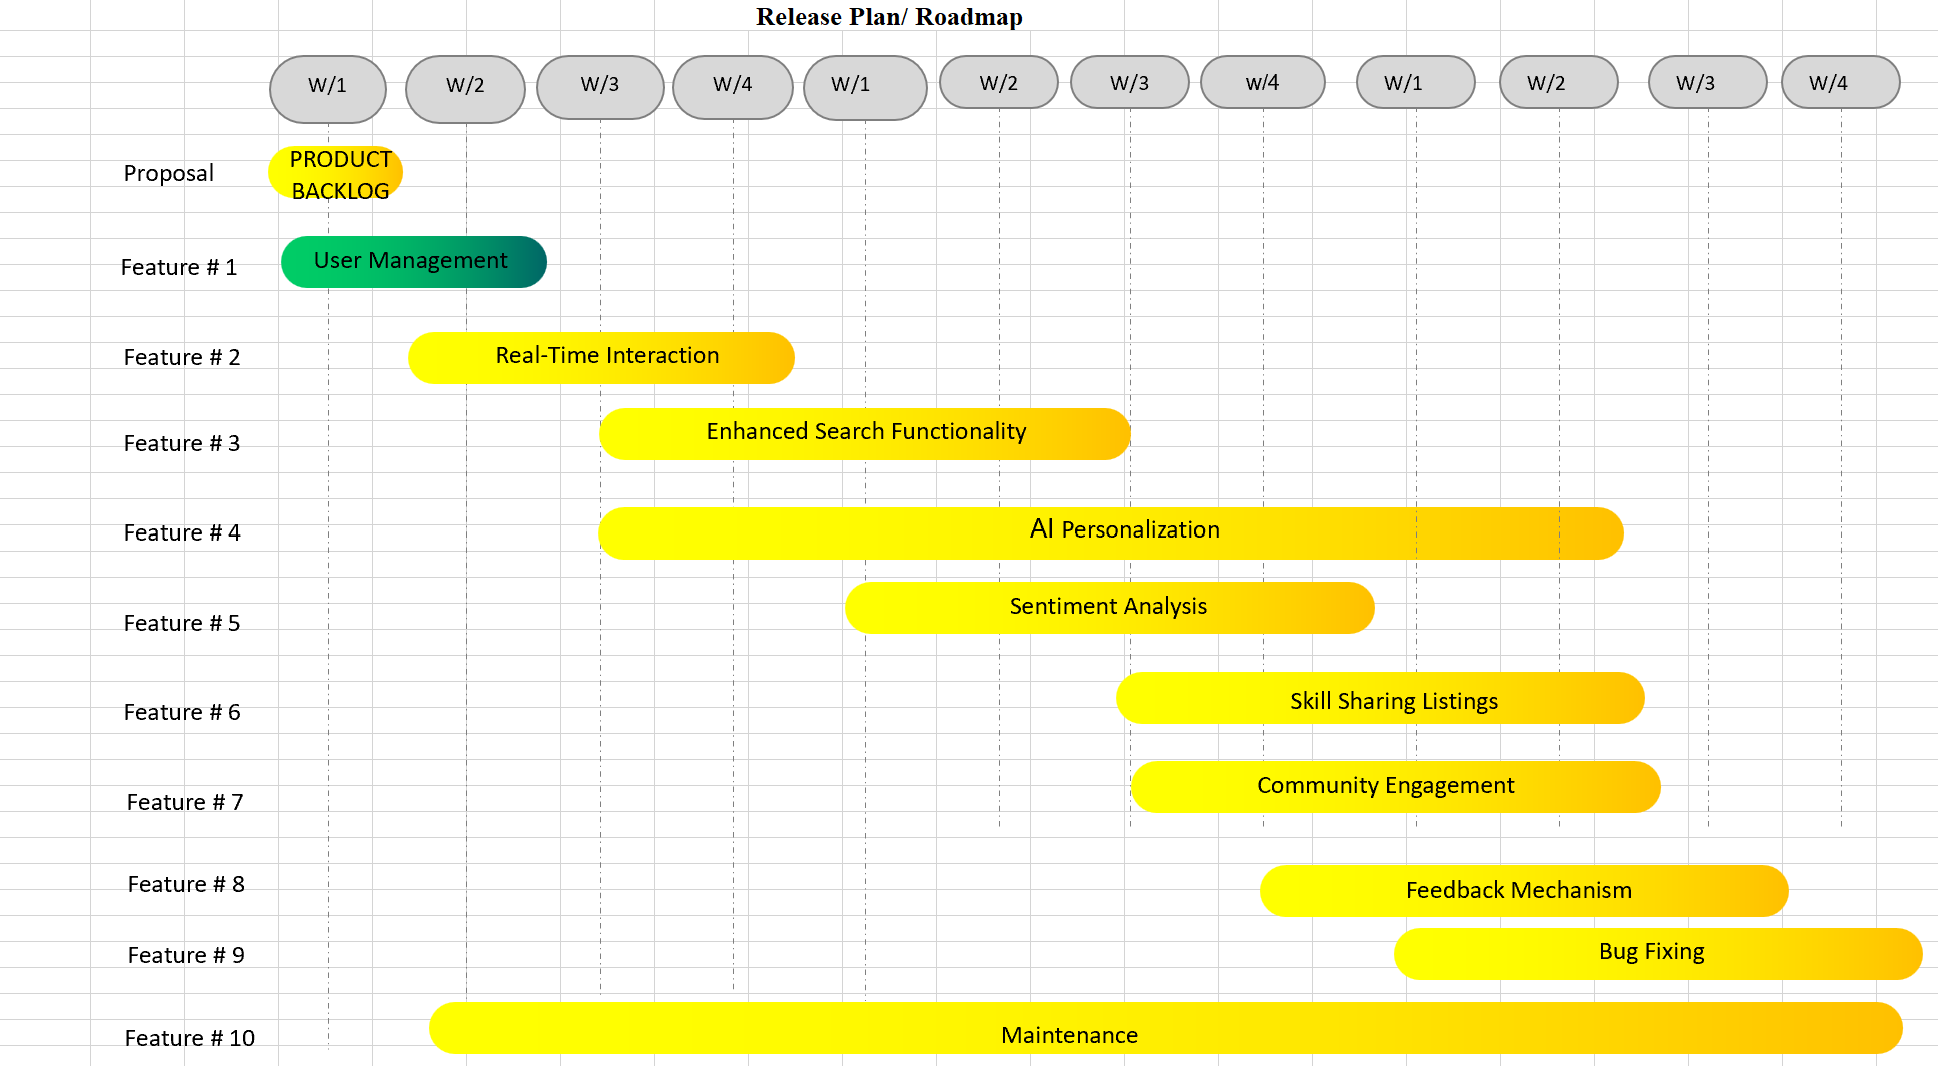 Release Plan/ Roadmap
W/1 W/2 W/3 W/4 W/1 W/2 W/3 w/4 W/1 W/2 W/3 W/4
Proposal
PRODUCT
BACKLOG
Feature # 1
User Management
Feature # 2
Real-Time Interaction
Feature # 3
Enhanced Search Functionality
Feature # 4
AI Personalization
Feature # 5
Sentiment Analysis
Feature # 6
Skill Sharing Listings
Feature # 7
Community Engagement
Feature # 8
Feedback Mechanism
Feature # 9
Bug Fixing
Feature # 10
Maintenance